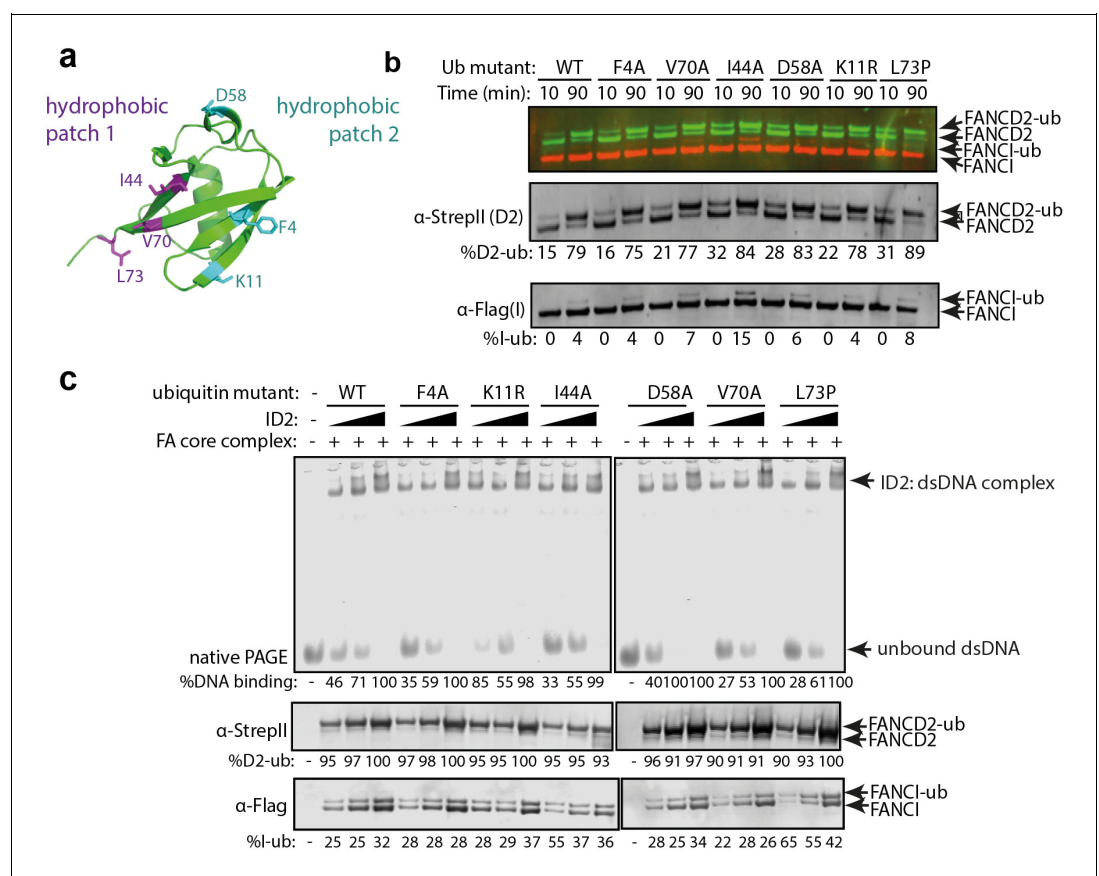 a
hydrophobic
patch 1
D58
hydrophobic
patch 2
I44
V70
F4
L73
K11
b
Ub mutant: WT F4A V70A I44A D58A K11R L73P
Time (min): 10 90 10 90 10 90 10 90 10 90 10 90 10 90
FANCD2-ub
FANCD2
FANCI-ub
FANCI
α-StrepII (D2)
FANCD2-ub
FANCD2
%D2-ub: 15 79 16 75 21 77 32 84 28 83 22 78 31 89
α-Flag(I)
FANCI-ub
FANCI
%I-ub: 0 4 0 4 0 7 0 15 0 6 0 4 0 8
c
ubiquitin mutant: - WT F4A K11R I44A D58A V70A L73P
ID2:
FA core complex: - + + + + + + + + + + + + - + + + + + + + + +
ID2: dsDNA complex
native PAGE
unbound dsDNA
%DNA binding: - 46 71 100 35 59 100 85 55 98 33 55 99 - 40 100 100 27 53 100 28 61 100
α-StrepII
FANCD2-ub
FANCD2
%D2-ub: - 95 97 100 97 98 100 95 95 100 95 95 93 - 96 91 97 90 91 91 90 93 100
α-Flag
FANCI-ub
FANCI
%I-ub: - 25 25 32 28 28 28 28 29 37 55 37 36 - 28 25 34 22 28 26 65 55 42